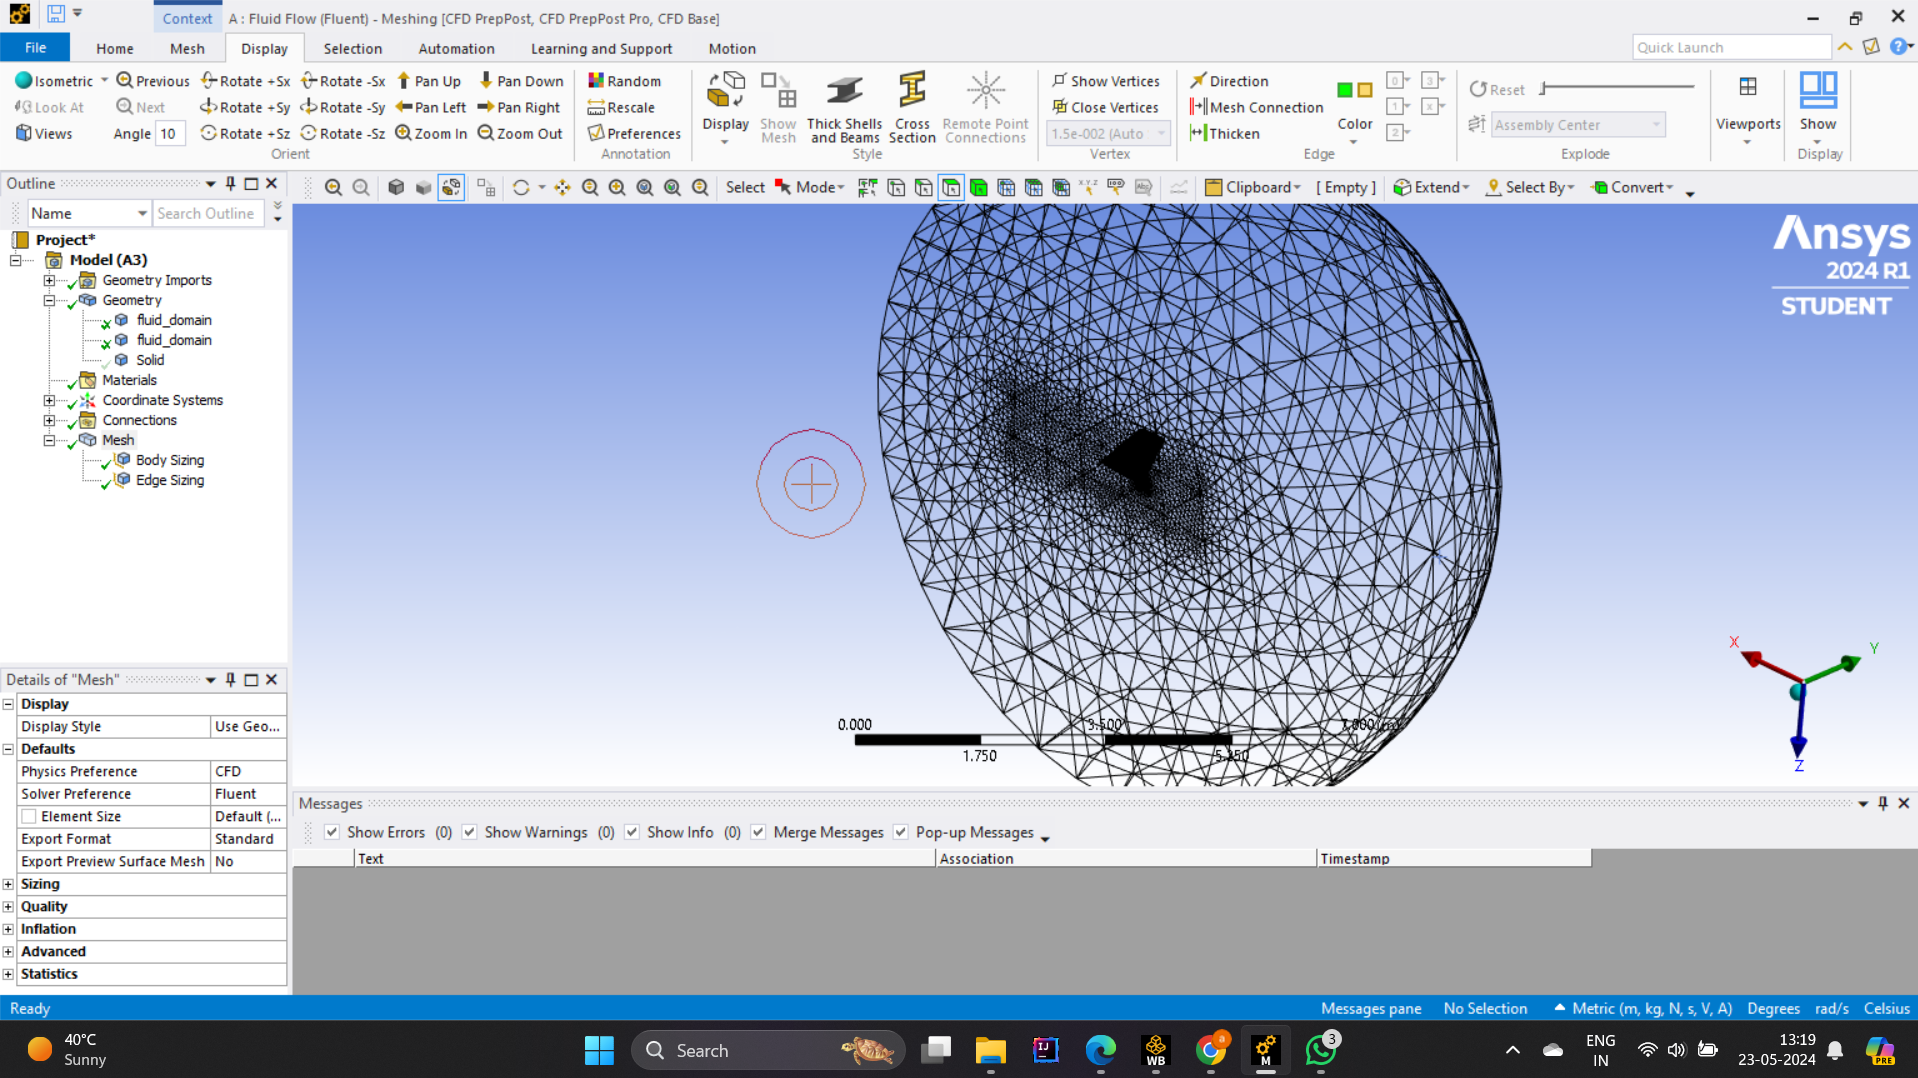 Context A : Fluid Flow (Fluent) - Meshing [CFD PrepPost, CFD PrepPost Pro, CFD Base]
File Home Mesh Display Selection Automation Learning and Support Motion Quick Launch
Isometric Previous Rotate +Sx Rotate -Sx Pan Up Pan Down
Look At Next Rotate +Sy Rotate -Sy Pan Left Pan Right
Views Angle 10 Rotate +Sz Rotate -Sz Zoom In Zoom Out
Orient
Random
Rescale
Preferences
Annotation
Display
Show
Mesh
Thick Shells
and Beams
Cross
Section
Remote Point
Connections
Style
Show Vertices
Close Vertices
1.5e-002 (Auto
Vertex
Direction
Mesh Connection
Thicken
Color
0 3
1 x
2
Edge
Reset
Assembly Center
Explode
Viewports
Show
Display
Outline
Name Search Outline
Select Mode Clipboard [ Empty ] Extend Select By Convert
Project*
Model (A3)
Geometry Imports
Geometry
fluid_domain
fluid_domain
Solid
Materials
Coordinate Systems
Connections
Mesh
Body Sizing
Edge Sizing
Ansys
2024 R1
STUDENT
X
Y
Z
0.000 3.500
1.750 5.250
Details of "Mesh"
Display
Display Style Use Geo...
Defaults
Physics Preference CFD
Solver Preference Fluent
Element Size Default (...
Export Format Standard
Export Preview Surface Mesh No
Sizing
Quality
Inflation
Advanced
Statistics
Messages
Show Errors (0) Show Warnings (0) Show Info (0) Merge Messages Pop-up Messages
Text Association Timestamp
Ready Messages pane No Selection Metric (m, kg, N, s, V, A) Degrees rad/s Celsius
40°C
Sunny
Search
IJ
WB
a
M
3
ENG
IN
13:19
23-05-2024
PRE